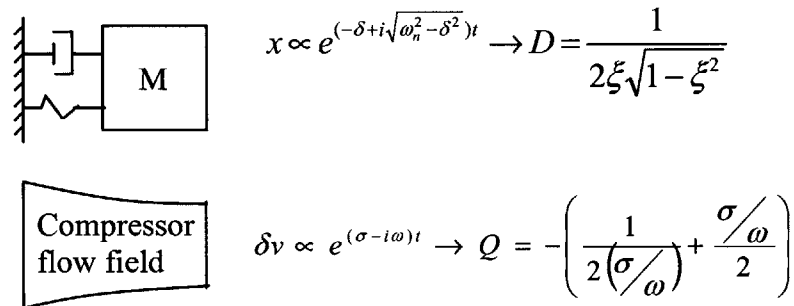 M
x ∝ e^{(-δ+i√(ω_n^2-δ^2))t} → D = 1/(2ξ√(1-ξ^2))
Compressor
flow field
δv ∝ e^{(σ-iω)t} → Q = -(1/(2(σ/ω)) + (σ/ω)/2)